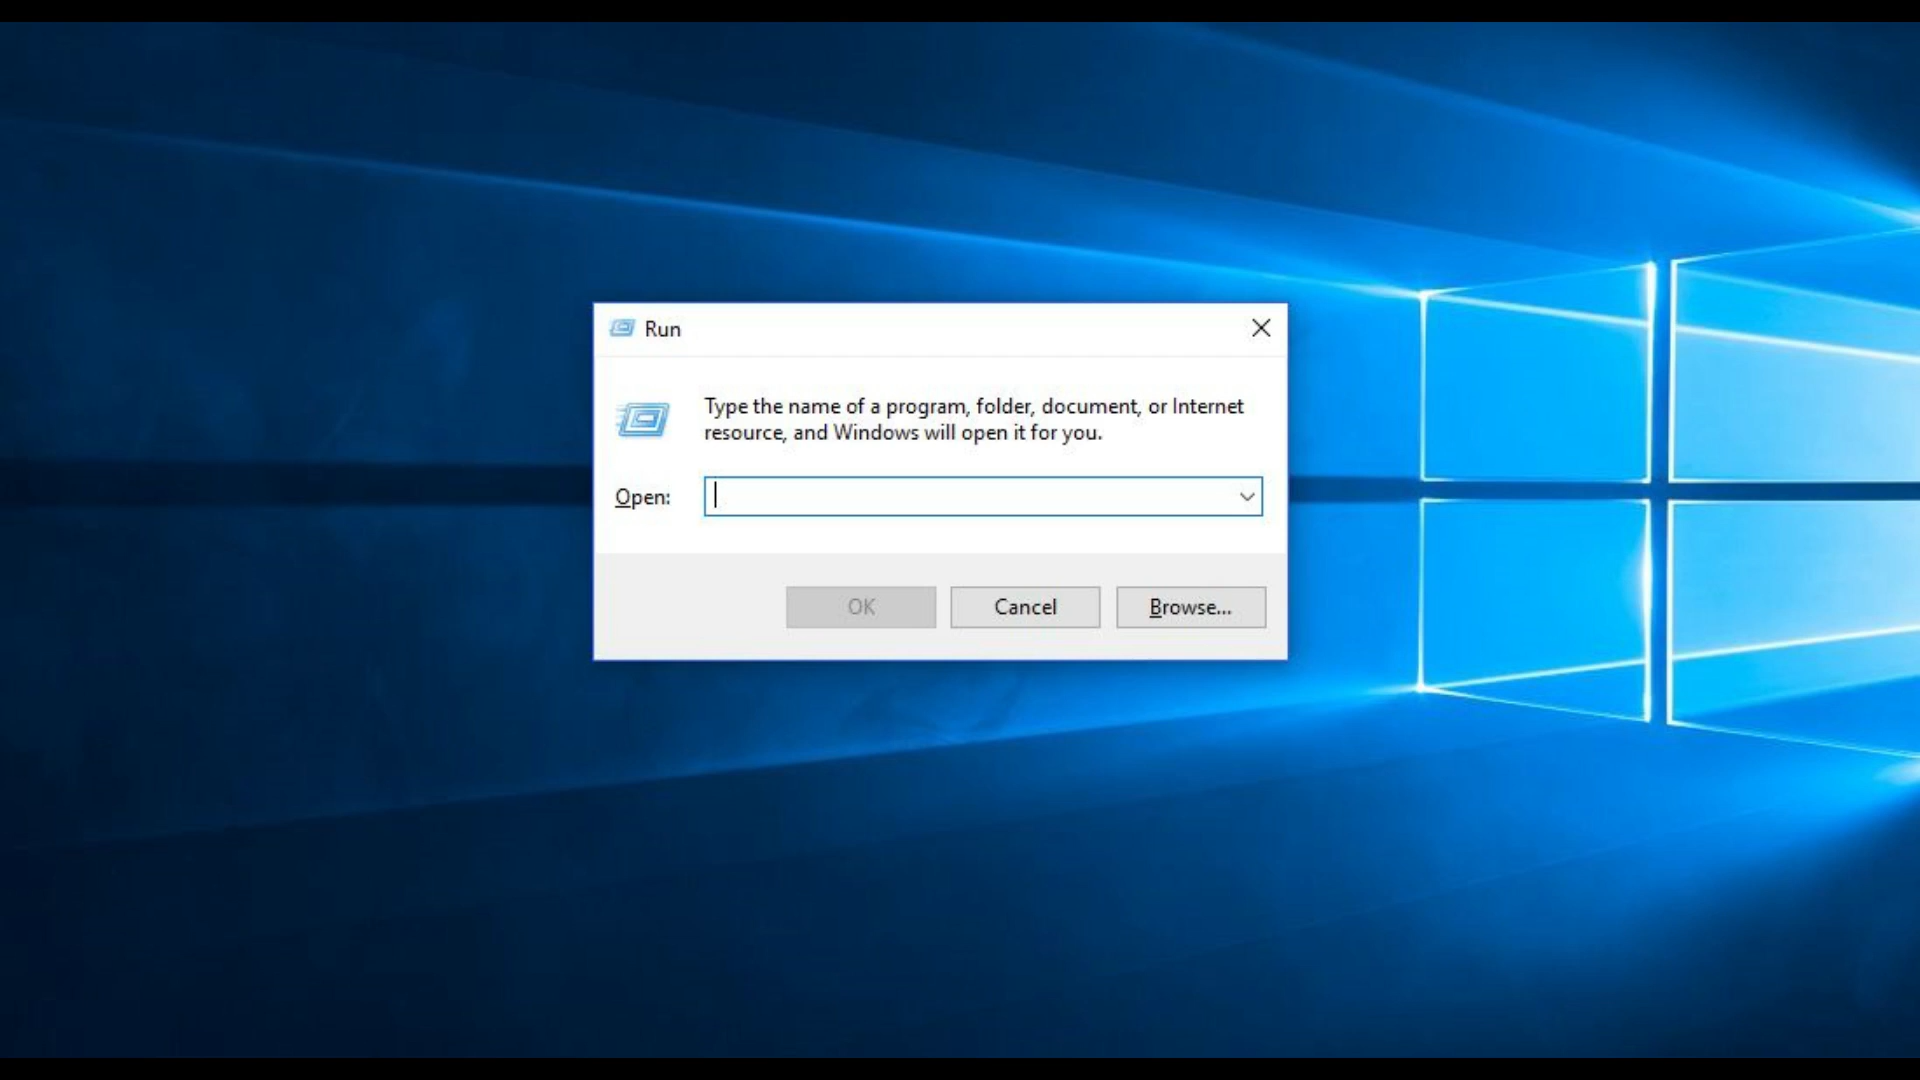 Run
Type the name of a program, folder, document, or Internet
resource, and Windows will open it for you.
Open:
OK Cancel Browse...